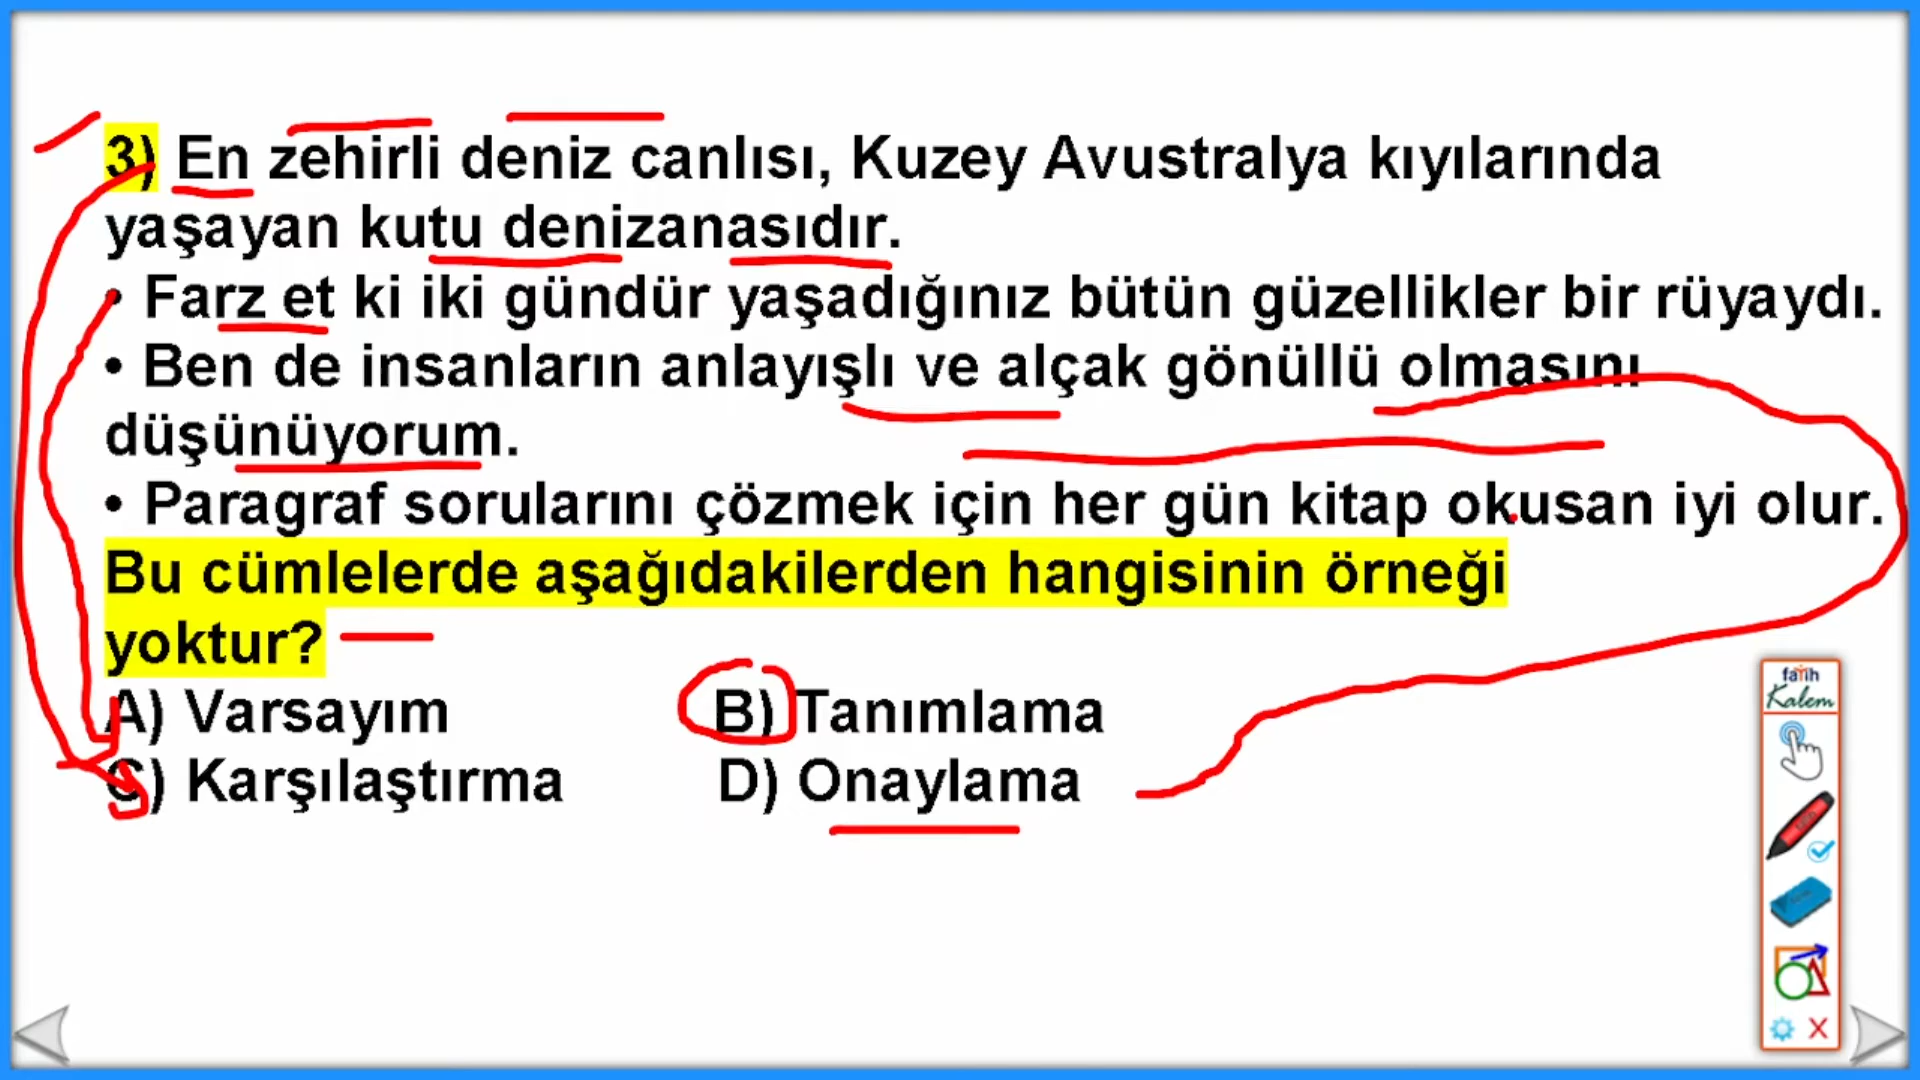 3) En zehirli deniz canlısı, Kuzey Avustralya kıyılarında
yaşayan kutu denizanasıdır.
• Farz et ki iki gündür yaşadığınız bütün güzellikler bir rüyaydı.
• Ben de insanların anlayışlı ve alçak gönüllü olmasını
düşünüyorum.
• Paragraf sorularını çözmek için her gün kitap okusan iyi olur.
Bu cümlelerde aşağıdakilerden hangisinin örneği
yoktur?
A) Varsayım B) Tanımlama
C) Karşılaştırma D) Onaylama
fatih
Kalem